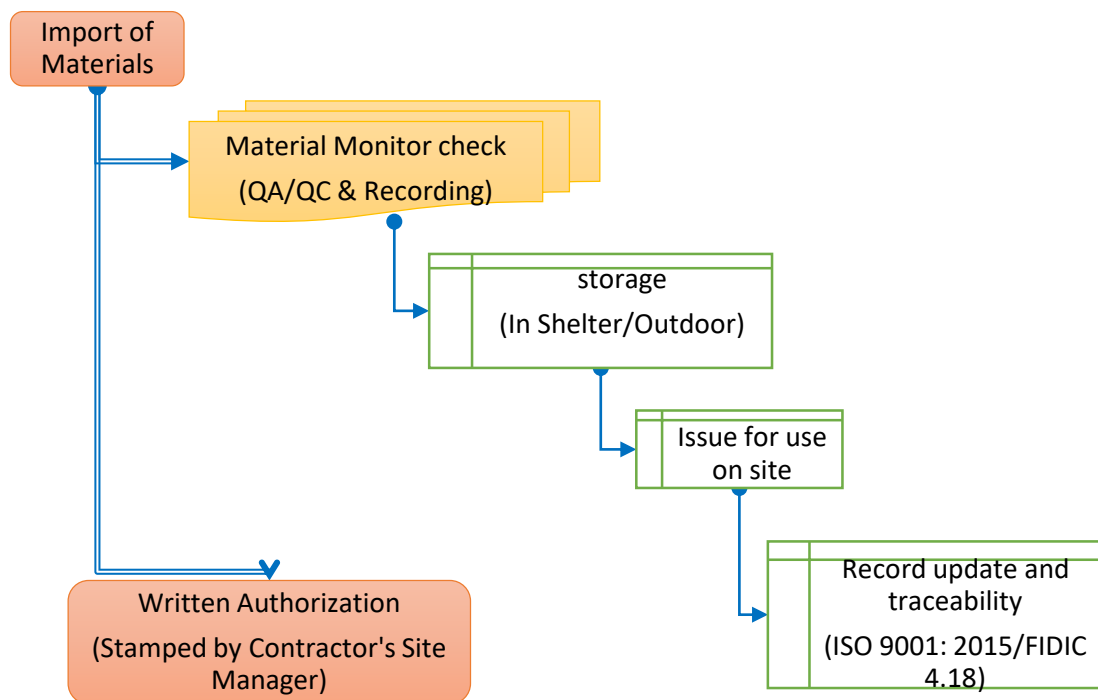 Import of
Materials
Material Monitor check
(QA/QC & Recording)
storage
(In Shelter/Outdoor)
Issue for use
on site
Record update and
traceability
(ISO 9001: 2015/FIDIC
4.18)
Written Authorization
(Stamped by Contractor's Site
Manager)